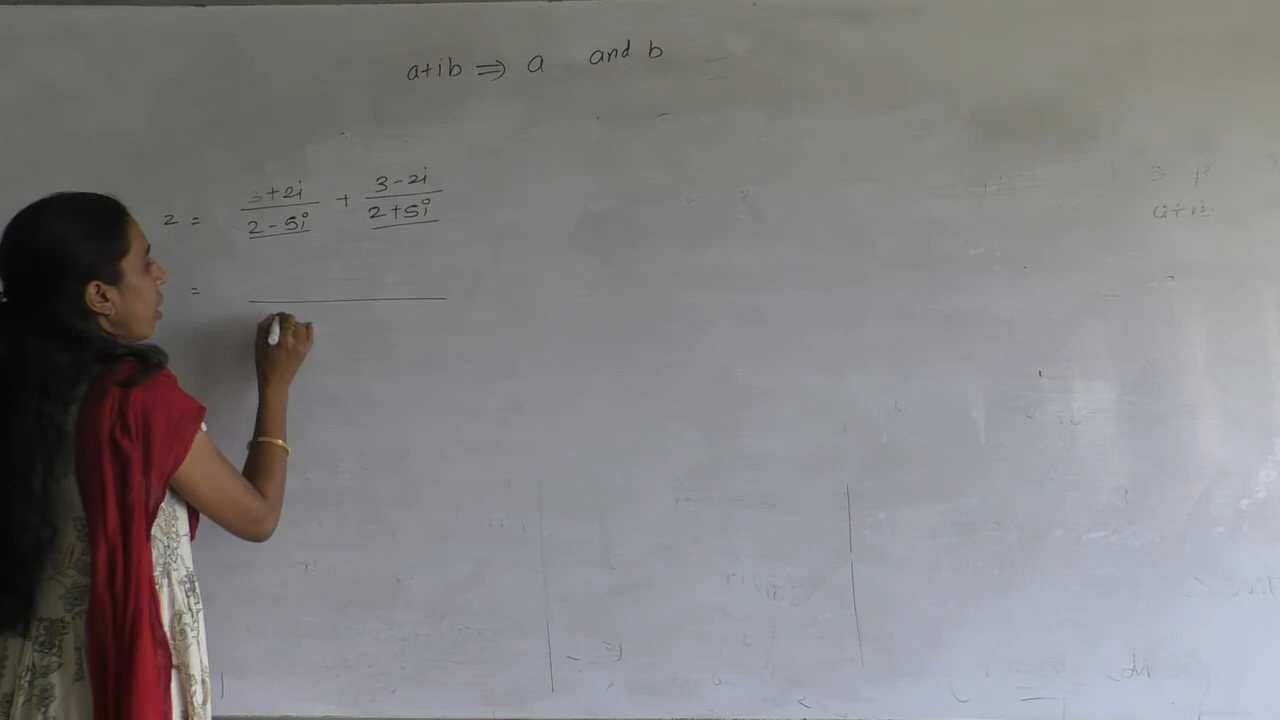 a+ib ⇒ a and b
z = 3+2i/2-5i + 3-2i/2+5i
=